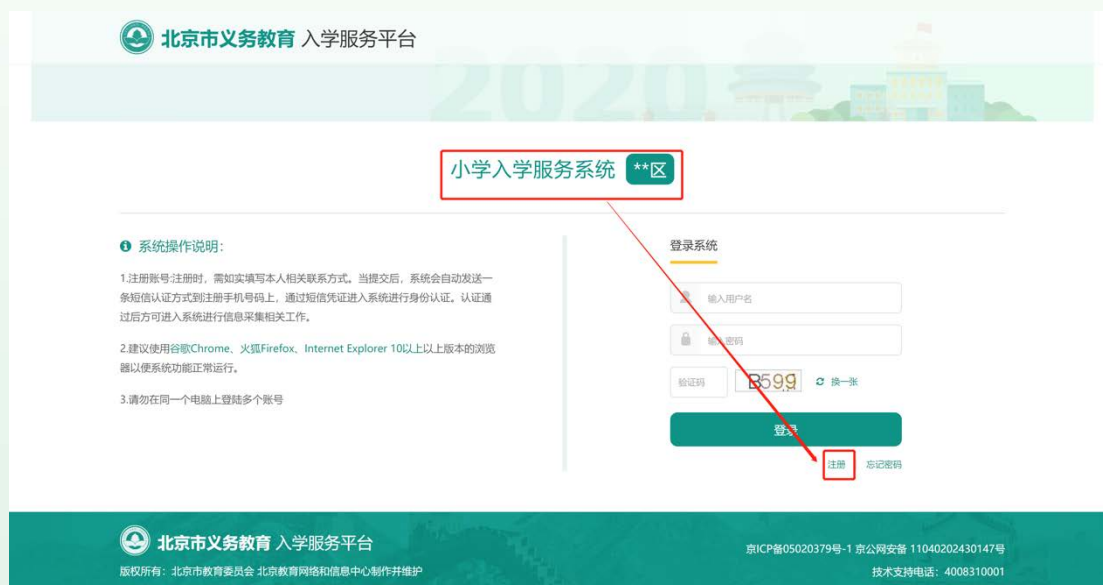 北京市义务教育 入学服务平台
2020
小学入学服务系统 **区
系统操作说明：
1.注册账号:注册时，需如实填写本人相关联系方式。当提交后，系统会自动发送一
条短信认证方式到注册手机号码上，通过短信凭证进入系统进行身份认证。认证通
过后方可进入系统进行信息采集相关工作。
2.建议使用谷歌Chrome、火狐Firefox、Internet Explorer 10以上以上版本的浏览
器以便系统功能正常运行。
3.请勿在同一个电脑上登陆多个账号
登录系统
输入用户名
输入密码
验证码 B599 换一张
登录
注册 忘记密码
北京市义务教育 入学服务平台
版权所有：北京市教育委员会 北京教育网络和信息中心制作并维护
京ICP备05020379号-1 京公网安备 11040202430147号
技术支持电话：4008310001